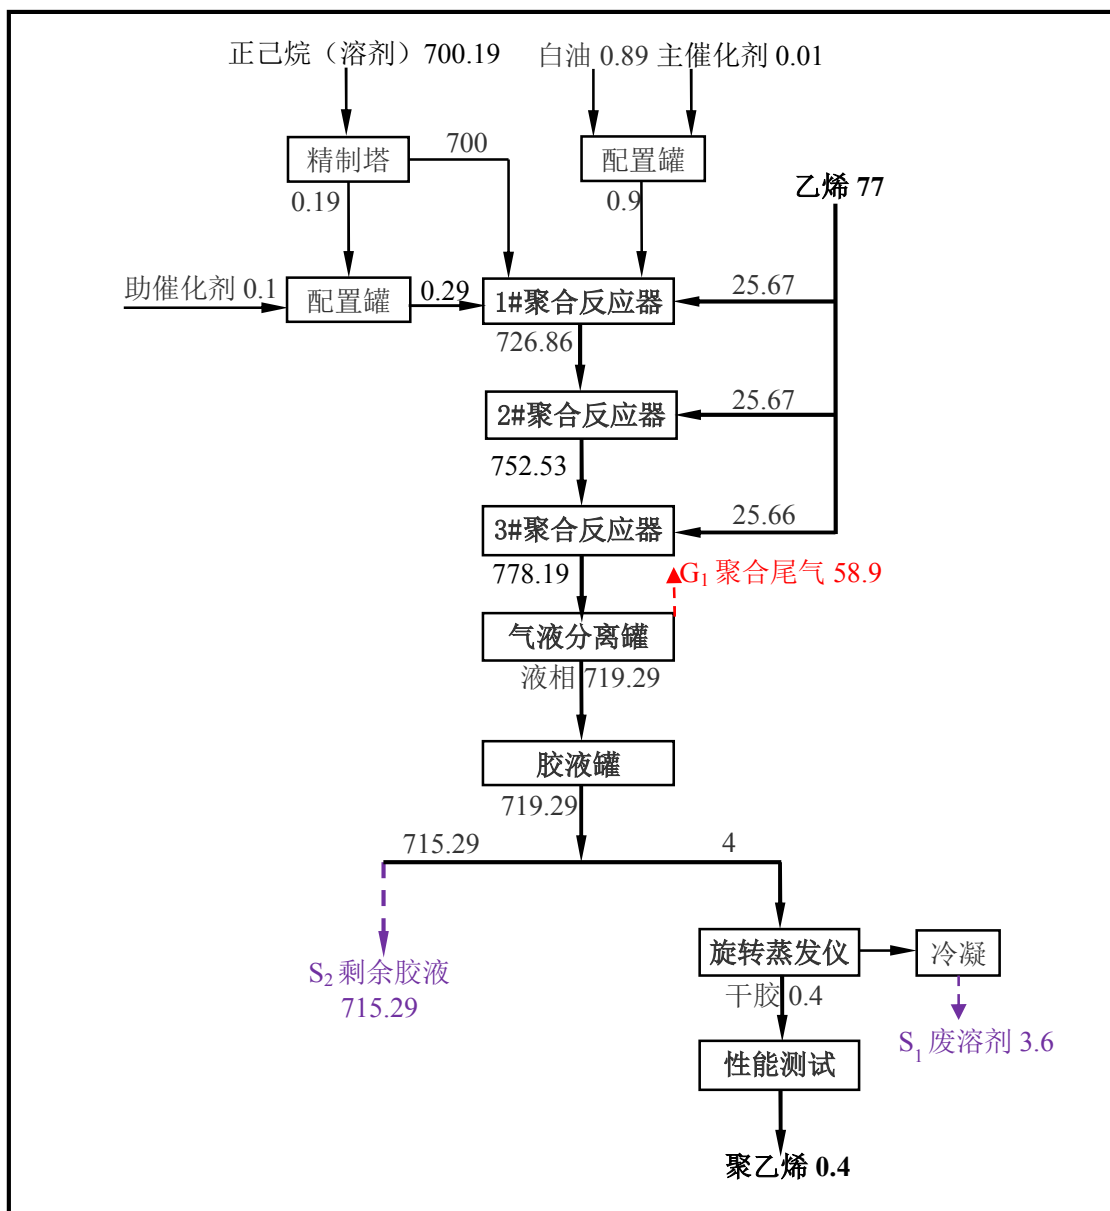 正己烷（溶剂）700.19
白油 0.89 主催化剂 0.01
精制塔
700
配置罐
乙烯 77
0.19
0.9
助催化剂 0.1
配置罐
0.29
1#聚合反应器
25.67
726.86
2#聚合反应器
25.67
752.53
3#聚合反应器
25.66
778.19
G₁ 聚合尾气 58.9
气液分离罐
液相 719.29
胶液罐
719.29
715.29
4
旋转蒸发仪
冷凝
S₂ 剩余胶液
715.29
干胶 0.4
S₁ 废溶剂 3.6
性能测试
聚乙烯 0.4